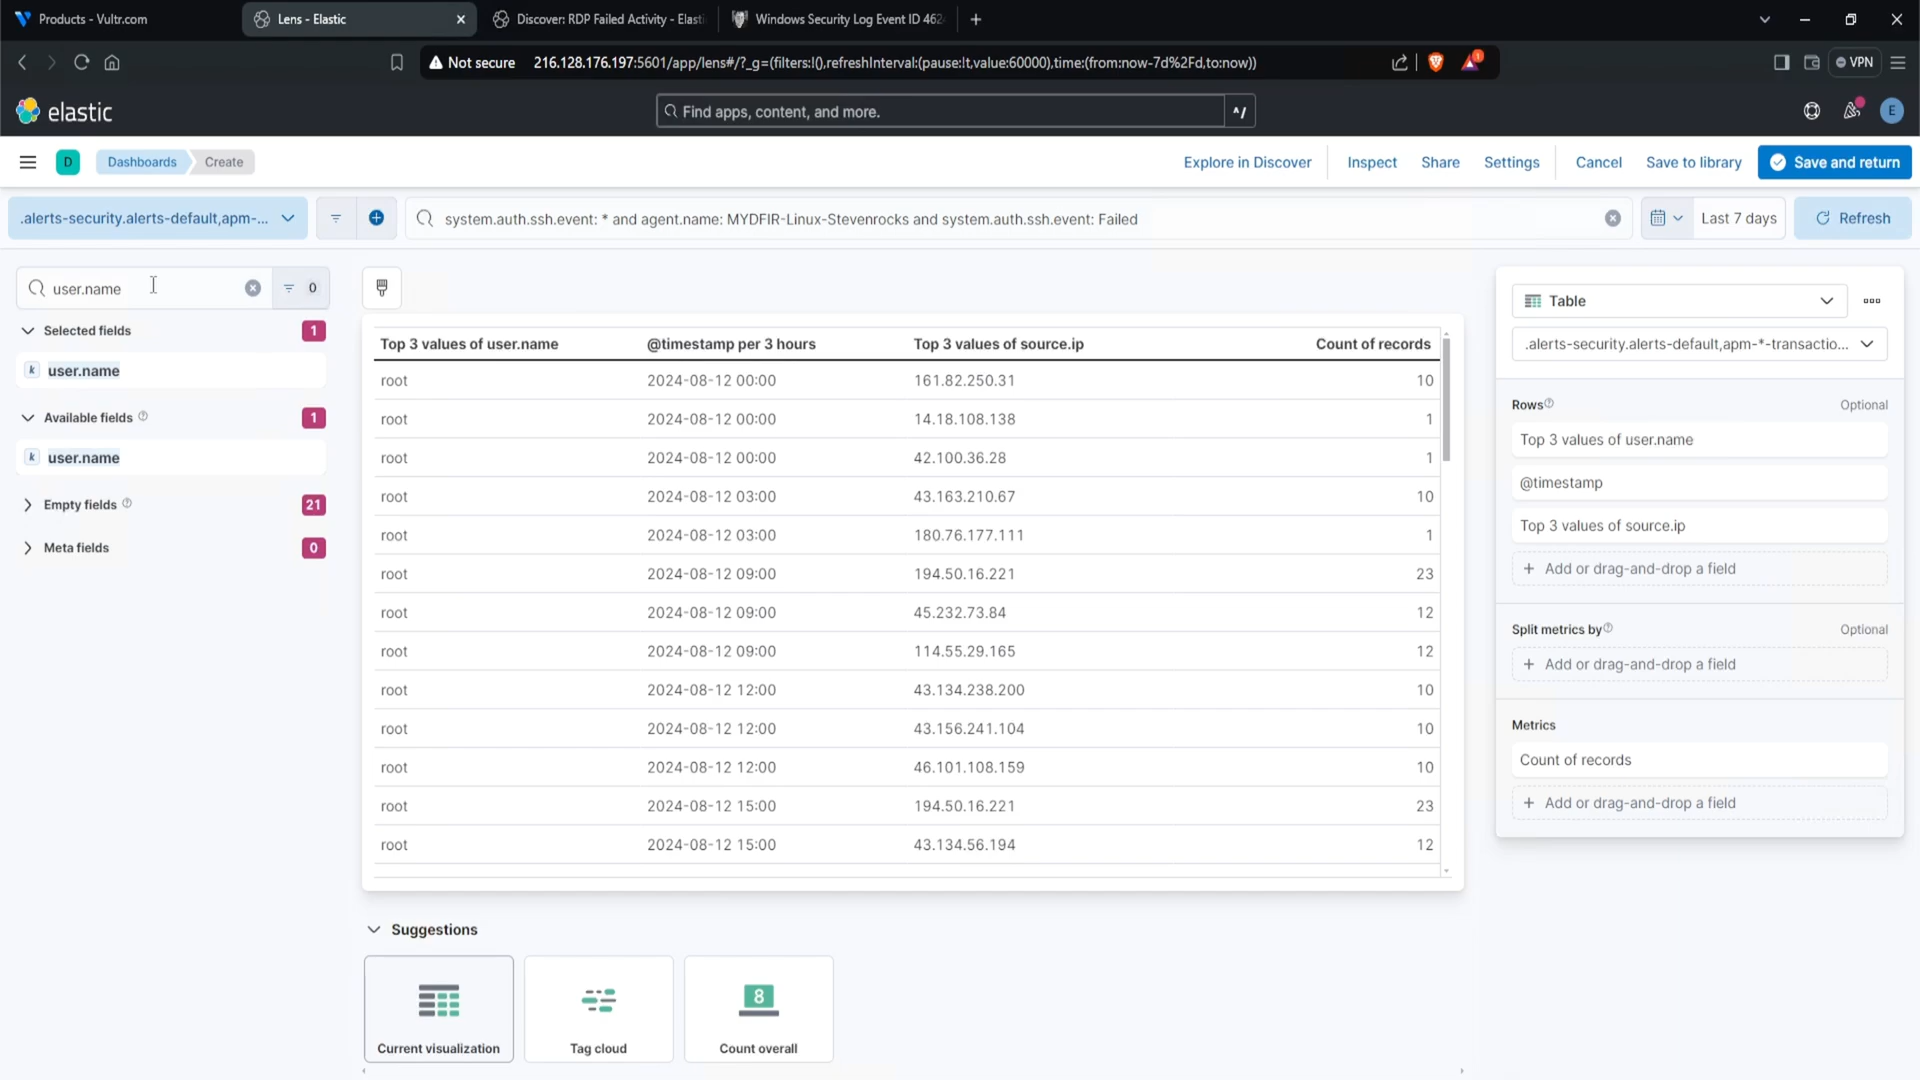 Products - Vultr.com
Lens - Elastic
Discover: RDP Failed Activity - Elasti
Windows Security Log Event ID 462
Not secure 216.128.176.197:5601/app/lens#/?_g=(filters:!(),refreshInterval:(pause:!t,value:60000),time:(from:now-7d%2Fd,to:now))
1
VPN
elastic
Find apps, content, and more.
^/
E
D
Dashboards
Create
Explore in Discover
Inspect
Share
Settings
Cancel
Save to library
Save and return
.alerts-security.alerts-default,apm-...
system.auth.ssh.event: * and agent.name: MYDFIR-Linux-Stevenrocks and system.auth.ssh.event: Failed
Last 7 days
Refresh
user.name
0
Selected fields 1
k user.name
Available fields 1
k user.name
Empty fields 21
Meta fields 0
Top 3 values of user.name @timestamp per 3 hours Top 3 values of source.ip Count of records
root 2024-08-12 00:00 161.82.250.31 10
root 2024-08-12 00:00 14.18.108.138 1
root 2024-08-12 00:00 42.100.36.28 1
root 2024-08-12 03:00 43.163.210.67 10
root 2024-08-12 03:00 180.76.177.111 1
root 2024-08-12 09:00 194.50.16.221 23
root 2024-08-12 09:00 45.232.73.84 12
root 2024-08-12 09:00 114.55.29.165 12
root 2024-08-12 12:00 43.134.238.200 10
root 2024-08-12 12:00 43.156.241.104 10
root 2024-08-12 12:00 46.101.108.159 10
root 2024-08-12 15:00 194.50.16.221 23
root 2024-08-12 15:00 43.134.56.194 12
Suggestions
Current visualization
Tag cloud
8
Count overall
Table
.alerts-security.alerts-default,apm-*-transactio...
Rows Optional
Top 3 values of user.name
@timestamp
Top 3 values of source.ip
+ Add or drag-and-drop a field
Split metrics by Optional
+ Add or drag-and-drop a field
Metrics
Count of records
+ Add or drag-and-drop a field